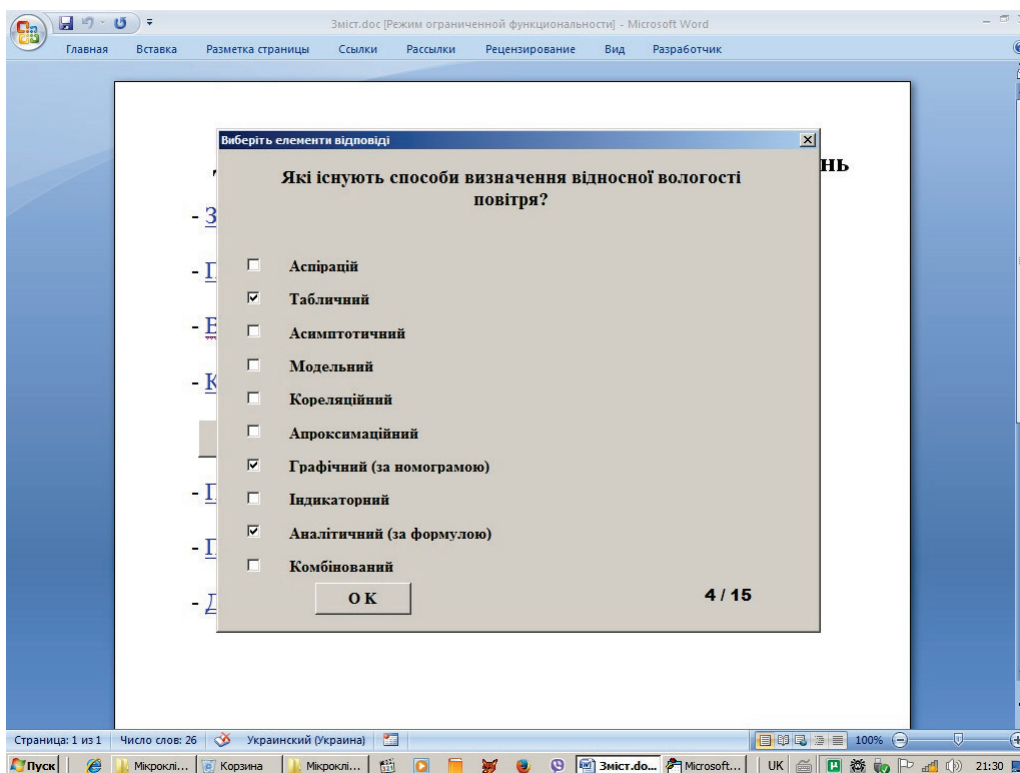 Зміст.doc [Режим ограниченной функциональности] - Microsoft Word
Главная Вставка Разметка страницы Ссылки Рассылки Рецензирование Вид Разработчик
Виберіть елементи відповіді
нь
Які існують способи визначення відносної вологості
повітря?
- З
Аспірацій
- П
Табличний
- В
Асимптотичний
Модельний
- К
Кореляційний
Апроксимаційний
Графічний (за номограмою)
- П
Індикаторний
Аналітичний (за формулою)
- П
Комбінований
- Д
О К
4 / 15
Страница: 1 из 1 Число слов: 26 Украинский (Украина) 100%
Пуск Мікроклі... Корзина Мікроклі... Зміст.do... Microsoft... UK 21:30